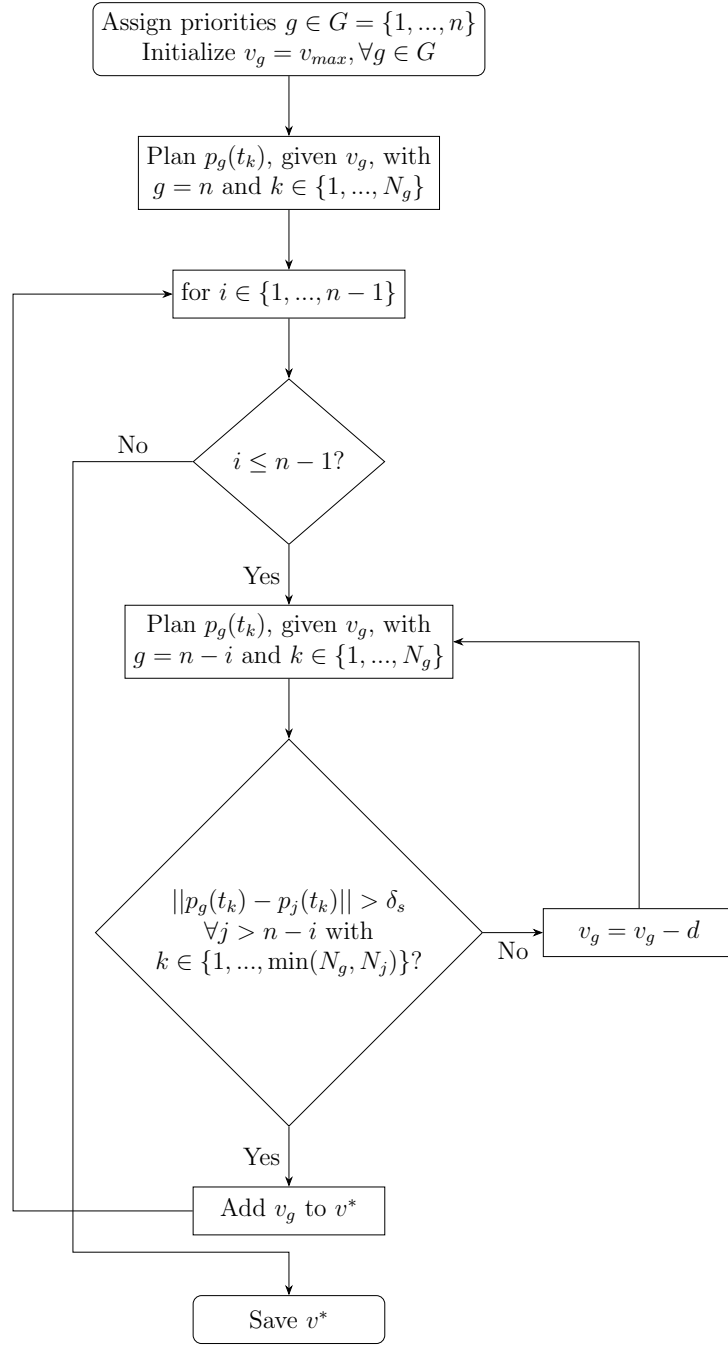 Assign priorities g ∈ G = {1, ..., n}
Initialize v_g = v_{max}, ∀g ∈ G
Plan p_g(t_k), given v_g, with
g = n and k ∈ {1, ..., N_g}
for i ∈ {1, ..., n − 1}
i ≤ n − 1?
No
Yes
Plan p_g(t_k), given v_g, with
g = n − i and k ∈ {1, ..., N_g}
||p_g(t_k) − p_j(t_k)|| > δ_s
∀j > n − i with
k ∈ {1, ..., min(N_g, N_j)}?
No
v_g = v_g − d
Yes
Add v_g to v*
Save v*